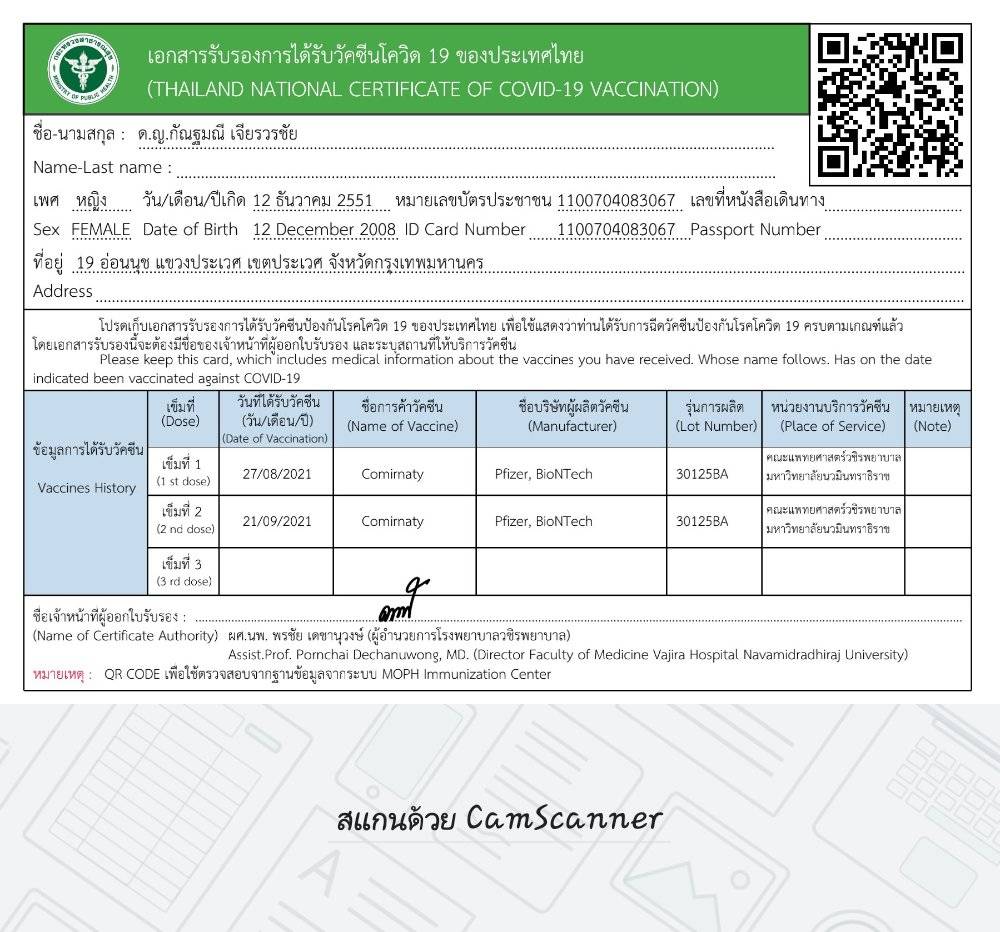 เอกสารรับรองการได้รับวัคซีนโควิด 19 ของประเทศไทย
(THAILAND NATIONAL CERTIFICATE OF COVID-19 VACCINATION)
กระทรวงสาธารณสุข
MINISTRY OF PUBLIC HEALTH
ชื่อ-นามสกุล : ด.ญ.กัณฐมณี เจียรวรชัย
Name-Last name :
เพศ หญิง วัน/เดือน/ปีเกิด 12 ธันวาคม 2551 หมายเลขบัตรประชาชน 1100704083067 เลขที่หนังสือเดินทาง
Sex FEMALE Date of Birth 12 December 2008 ID Card Number 1100704083067 Passport Number
ที่อยู่ 19 อ่อนนุช แขวงประเวศ เขตประเวศ จังหวัดกรุงเทพมหานคร
Address
โปรดเก็บเอกสารรับรองการได้รับวัคซีนป้องกันโรคโควิด 19 ของประเทศไทย เพื่อใช้แสดงว่าท่านได้รับการฉีดวัคซีนป้องกันโรคโควิด 19 ครบตามเกณฑ์แล้ว
โดยเอกสารรับรองนี้จะต้องมีชื่อของเจ้าหน้าที่ผู้ออกใบรับรอง และระบุสถานที่ให้บริการวัคซีน
Please keep this card, which includes medical information about the vaccines you have received. Whose name follows. Has on the date
indicated been vaccinated against COVID-19
ข้อมูลการได้รับวัคซีน
Vaccines History
เข็มที่ วันที่ได้รับวัคซีน ชื่อการค้าวัคซีน ชื่อบริษัทผู้ผลิตวัคซีน รุ่นการผลิต หน่วยงานบริการวัคซีน หมายเหตุ
(Dose) (วัน/เดือน/ปี) (Name of Vaccine) (Manufacturer) (Lot Number) (Place of Service) (Note)
(Date of Vaccination)
เข็มที่ 1 คณะแพทยศาสตร์วชิรพยาบาล
(1 st dose) 27/08/2021 Comirnaty Pfizer, BioNTech 30125BA มหาวิทยาลัยนวมินทราธิราช
เข็มที่ 2 คณะแพทยศาสตร์วชิรพยาบาล
(2 nd dose) 21/09/2021 Comirnaty Pfizer, BioNTech 30125BA มหาวิทยาลัยนวมินทราธิราช
เข็มที่ 3
(3 rd dose)
ชื่อเจ้าหน้าที่ผู้ออกใบรับรอง :
(Name of Certificate Authority) ผศ.นพ. พรชัย เดชานุวงษ์ (ผู้อำนวยการโรงพยาบาลวชิรพยาบาล)
Assist.Prof. Pornchai Dechanuwong, MD. (Director Faculty of Medicine Vajira Hospital Navamidradhiraj University)
หมายเหตุ : QR CODE เพื่อใช้ตรวจสอบจากฐานข้อมูลจากระบบ MOPH Immunization Center
สแกนด้วย CamScanner